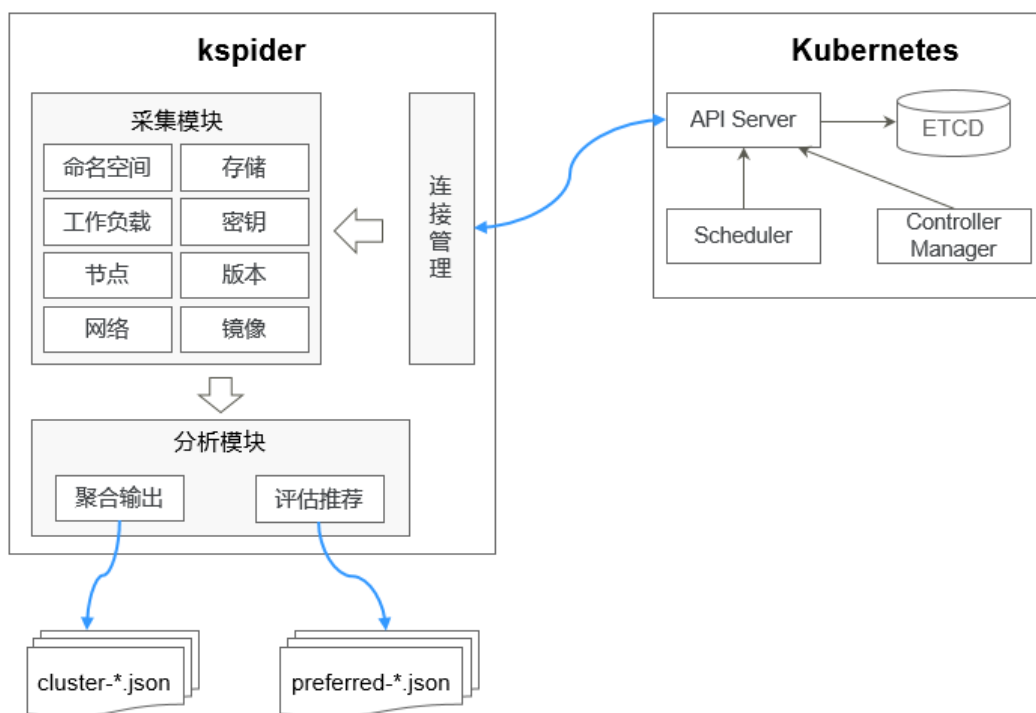 kspider
采集模块
命名空间
存储
工作负载
密钥
节点
版本
网络
镜像
连接管理
分析模块
聚合输出
评估推荐
cluster-*.json
preferred-*.json
Kubernetes
API Server
ETCD
Scheduler
Controller
Manager